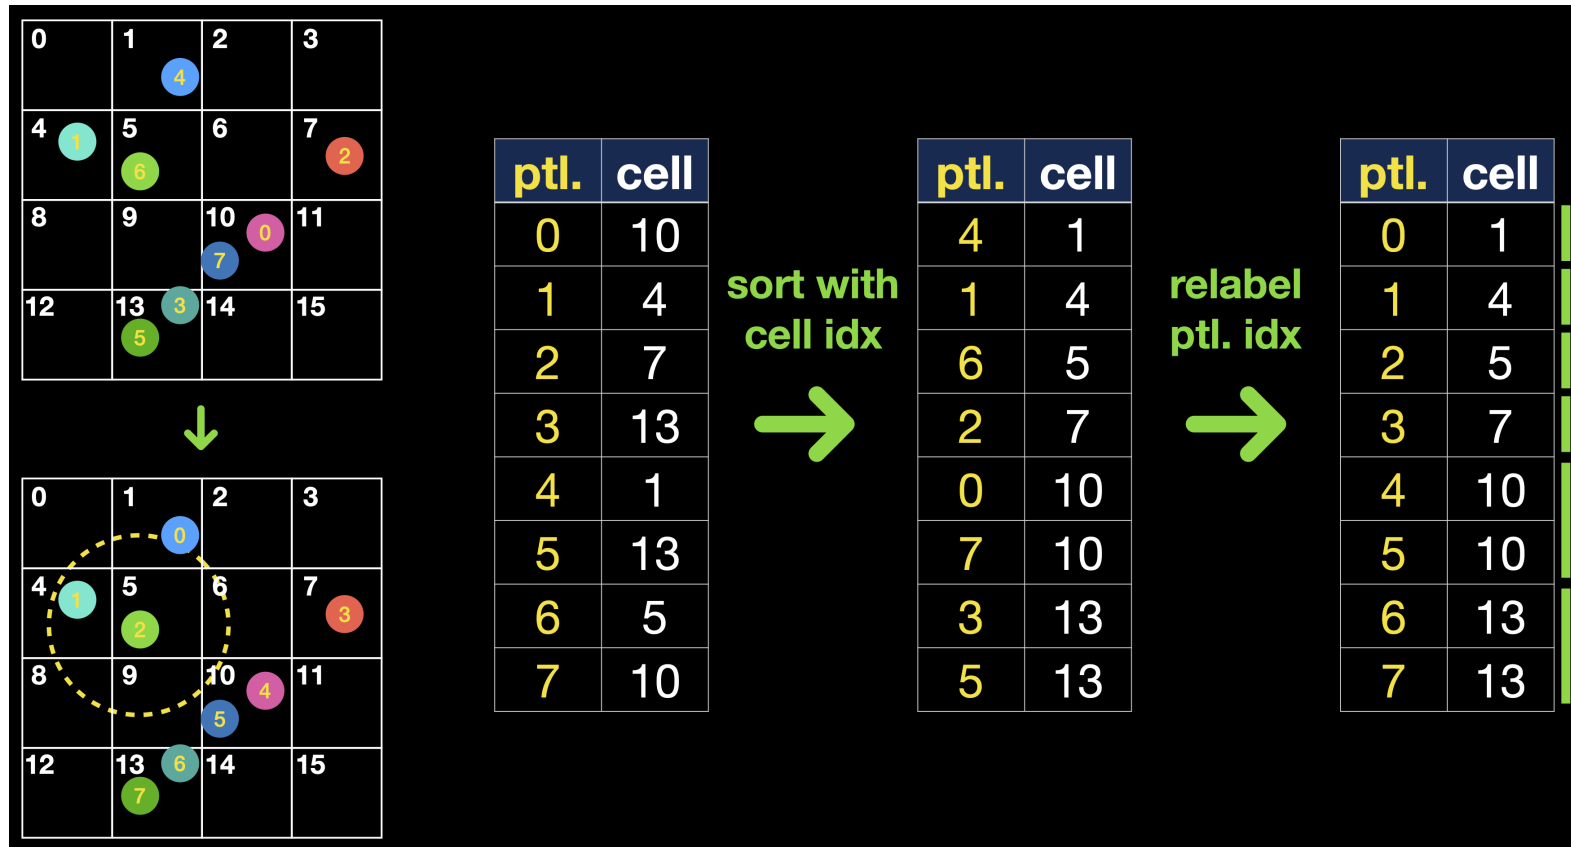 0 1 2 3
4
4 5 6 7
1 6 2
8 9 10 11
0
7
12 13 3 14 15
5
0 1 2 3
0
4 5 6 7
1 2 3
8 9 10 11
4
5
12 13 6 14 15
7
ptl. cell
0 10
1 4
2 7
3 13
4 1
5 13
6 5
7 10
sort with
cell idx
ptl. cell
4 1
1 4
6 5
2 7
0 10
7 10
3 13
5 13
relabel
ptl. idx
ptl. cell
0 1
1 4
2 5
3 7
4 10
5 10
6 13
7 13